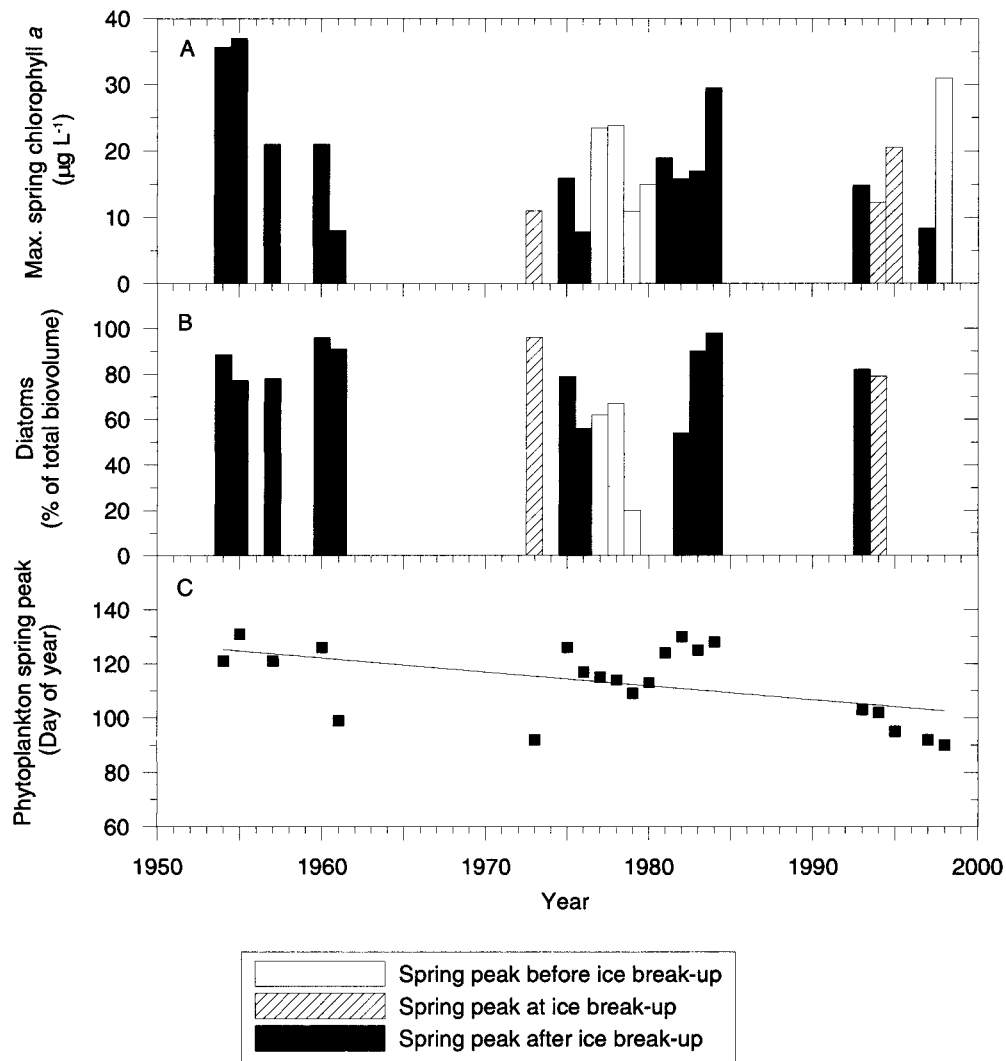 A
Max. spring chlorophyll a
(µg L-1)
40
30
20
10
0
B
Diatoms
(% of total biovolume)
100
80
60
40
20
0
C
Phytoplankton spring peak
(Day of year)
140
120
100
80
60
1950 1960 1970 1980 1990 2000
Year
Spring peak before ice break-up
Spring peak at ice break-up
Spring peak after ice break-up